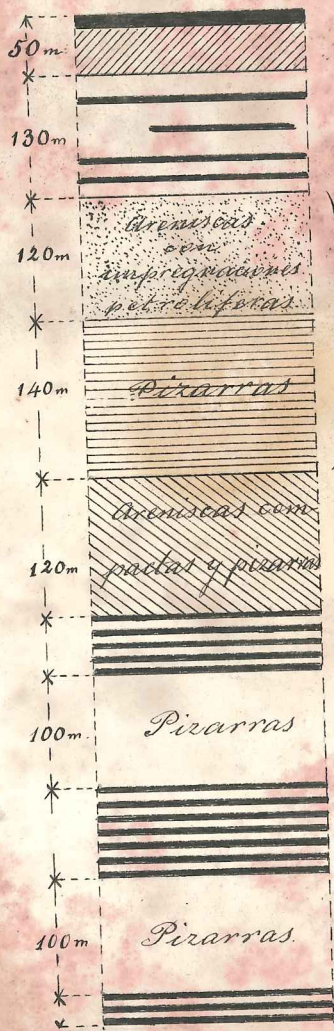 50m
130m
120m
Areniscas
con
impregnaciones
petrolíferas
140m
Pizarras
120m
Areniscas com
pactas y pizarras
100m
Pizarras
100m
Pizarras.